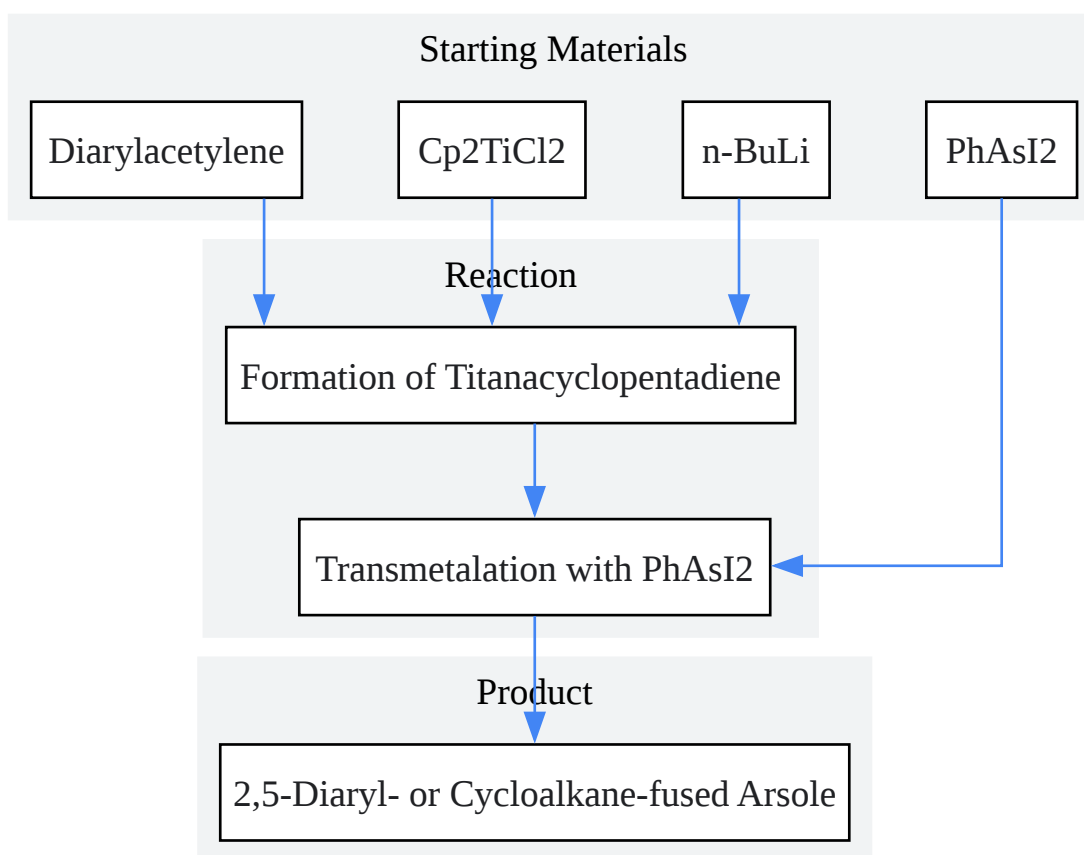 Starting Materials
Diarylacetylene
Cp2TiCl2
n-BuLi
PhAsI2
Reaction
Formation of Titanacyclopentadiene
Transmetalation with PhAsI2
Product
2,5-Diaryl- or Cycloalkane-fused Arsole